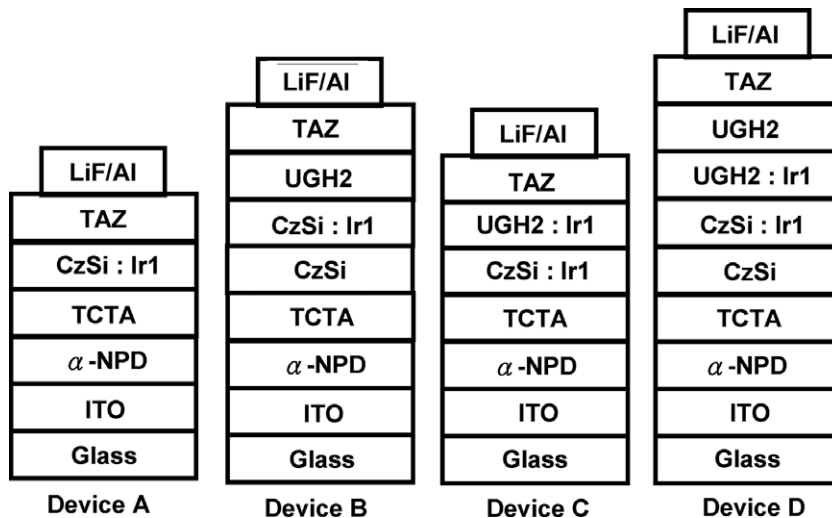 LiF/Al
TAZ
CzSi : Ir1
TCTA
α-NPD
ITO
Glass
Device A
LiF/Al
TAZ
UGH2
CzSi : Ir1
CzSi
TCTA
α-NPD
ITO
Glass
Device B
LiF/Al
TAZ
UGH2 : Ir1
CzSi : Ir1
TCTA
α-NPD
ITO
Glass
Device C
LiF/Al
TAZ
UGH2
UGH2 : Ir1
CzSi : Ir1
CzSi
TCTA
α-NPD
ITO
Glass
Device D